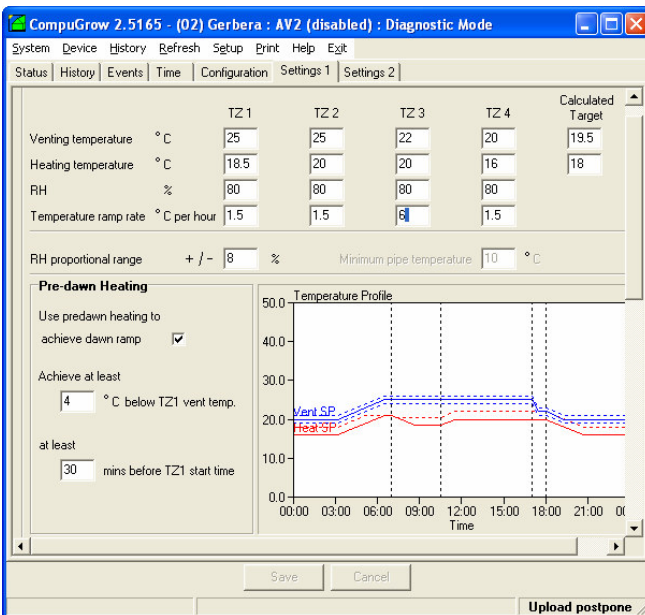 CompuGrow 2.5165 - (02) Gerbera : AV2 (disabled) : Diagnostic Mode
System Device History Refresh Setup Print Help Exit
Status History Events Time Configuration Settings 1 Settings 2
TZ 1 TZ 2 TZ 3 TZ 4 Calculated Target
Venting temperature °C 25 25 22 20 19.5
Heating temperature °C 18.5 20 20 16 18
RH % 80 80 80 80
Temperature ramp rate °C per hour 1.5 1.5 6 1.5
RH proportional range +/- 8 % Minimum pipe temperature 10 °C
Pre-dawn Heating
Use predawn heating to
achieve dawn ramp
Achieve at least
4 °C below TZ1 vent temp.
at least
30 mins before TZ1 start time
Temperature Profile
50.0
40.0
30.0
20.0
10.0
0.0
Vent SP
Heat SP
00:00 03:00 06:00 09:00 12:00 15:00 18:00 21:00 00
Time
Save Cancel
Upload postpone